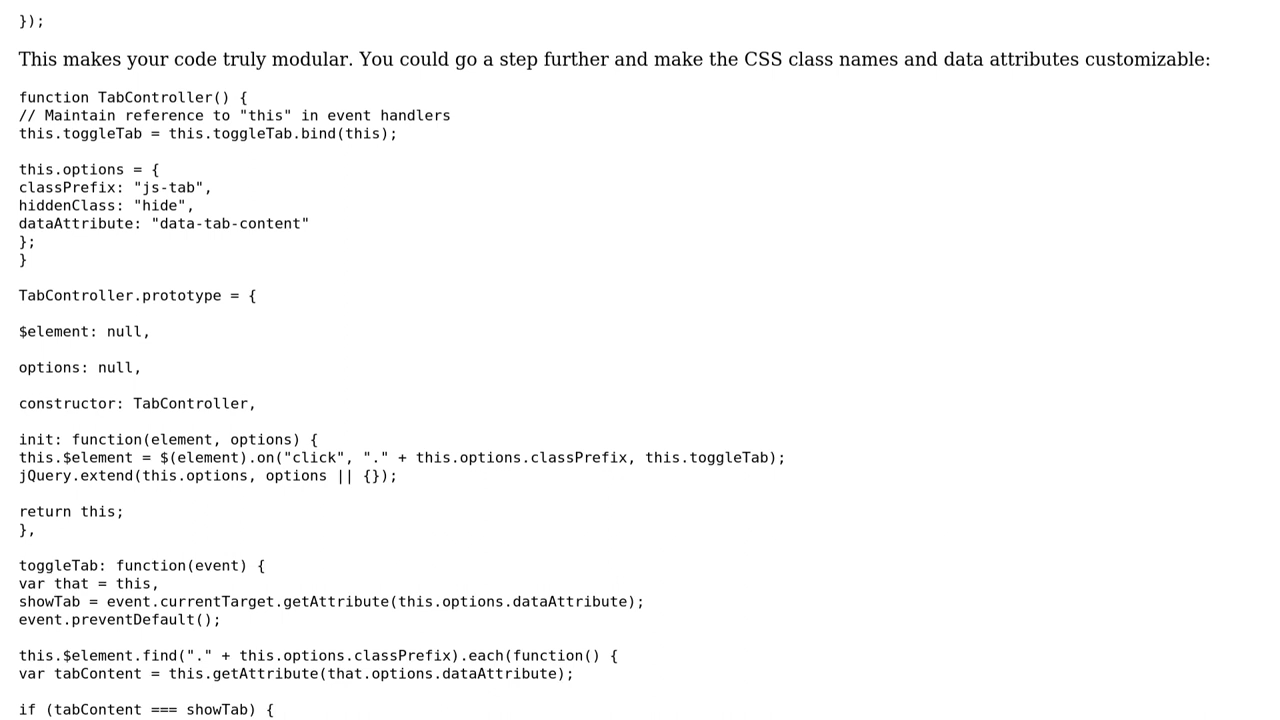 });
This makes your code truly modular. You could go a step further and make the CSS class names and data attributes customizable:
function TabController() {
// Maintain reference to "this" in event handlers
this.toggleTab = this.toggleTab.bind(this);
this.options = {
classPrefix: "js-tab",
hiddenClass: "hide",
dataAttribute: "data-tab-content"
};
}
TabController.prototype = {
$element: null,
options: null,
constructor: TabController,
init: function(element, options) {
this.$element = $(element).on("click", "." + this.options.classPrefix, this.toggleTab);
jQuery.extend(this.options, options || {});
return this;
},
toggleTab: function(event) {
var that = this,
showTab = event.currentTarget.getAttribute(this.options.dataAttribute);
event.preventDefault();
this.$element.find("." + this.options.classPrefix).each(function() {
var tabContent = this.getAttribute(that.options.dataAttribute);
if (tabContent === showTab) {